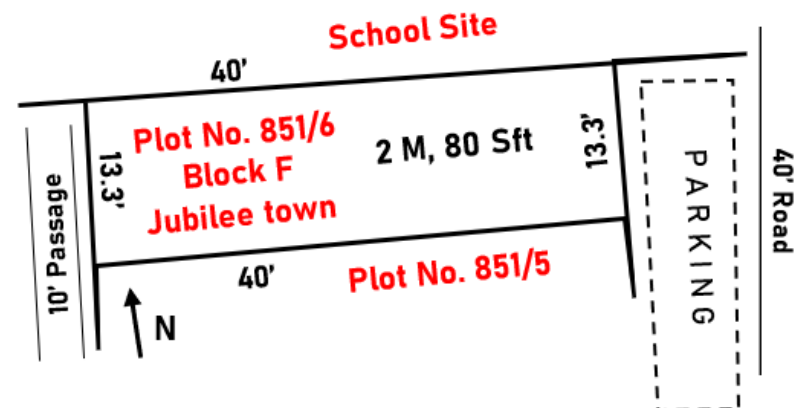 School Site
40'
Plot No. 851/6
Block F
Jubilee town
2 M, 80 Sft
13.3'
13.3'
10' Passage
PARKING
40' Road
40'
Plot No. 851/5
N